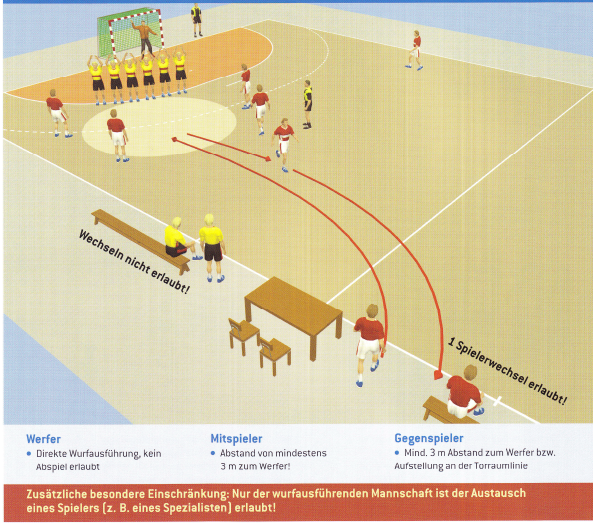 Wechseln nicht erlaubt!
1 Spielerwechsel erlaubt!
Werfer
• Direkte Wurfausführung, kein
Abspiel erlaubt
Mitspieler
• Abstand von mindestens
3 m zum Werfer!
Gegenspieler
• Mind. 3 m Abstand zum Werfer bzw.
Aufstellung an der Torraumlinie
Zusätzliche besondere Einschränkung: Nur der wurfausführenden Mannschaft ist der Austausch
eines Spielers (z. B. eines Spezialisten) erlaubt!